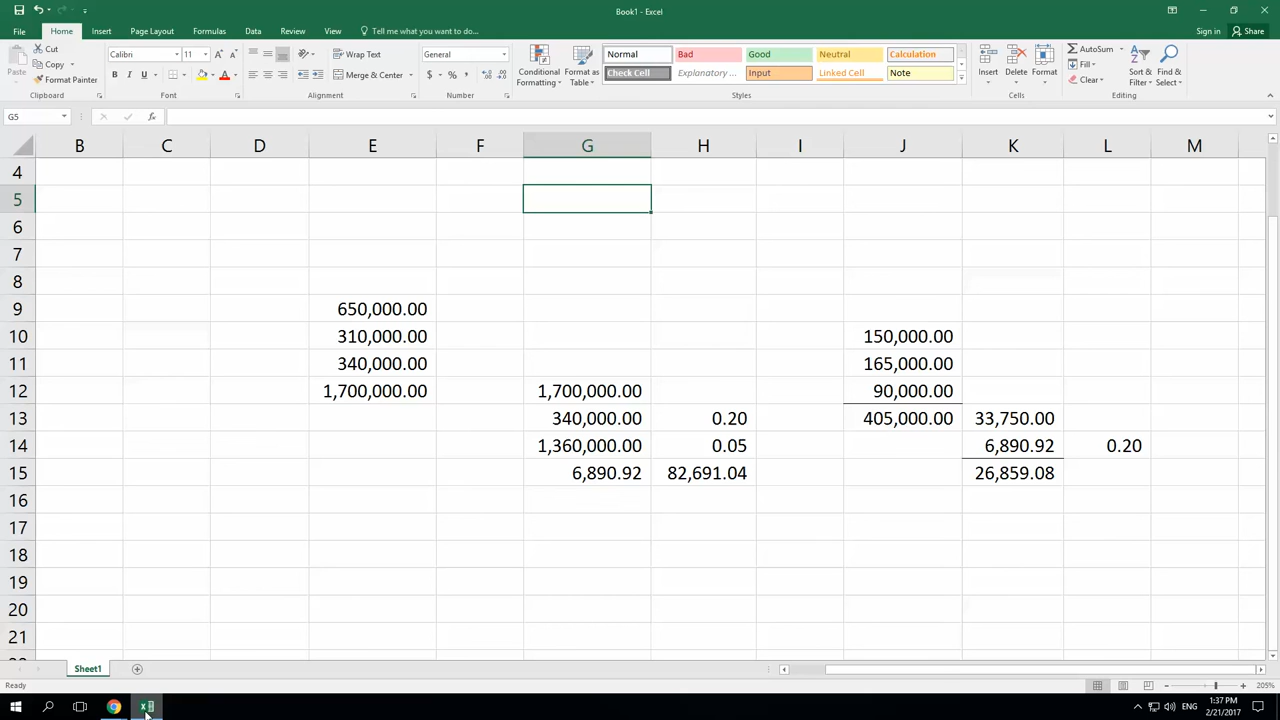 Book1 - Excel
Sign in
Share
File
Home
Insert
Page Layout
Formulas
Data
Review
View
Tell me what you want to do...
Paste
Cut
Copy
Format Painter
Clipboard
Calibri
11
B I U
Font
Wrap Text
Merge & Center
Alignment
General
$ % ,
Number
Conditional Formatting
Format as Table
Normal
Bad
Good
Neutral
Calculation
Check Cell
Explanatory ...
Input
Linked Cell
Note
Styles
Insert
Delete
Format
Cells
AutoSum
Fill
Clear
Sort & Filter
Find & Select
Editing
G5
fx
B C D E F G H I J K L M
4
5
6
7
8
9 650,000.00
10 310,000.00 150,000.00
11 340,000.00 165,000.00
12 1,700,000.00 1,700,000.00 90,000.00
13 340,000.00 0.20 405,000.00 33,750.00
14 1,360,000.00 0.05 6,890.92 0.20
15 6,890.92 82,691.04 26,859.08
16
17
18
19
20
21
Sheet1
Ready
205%
ENG
1:37 PM
2/21/2017